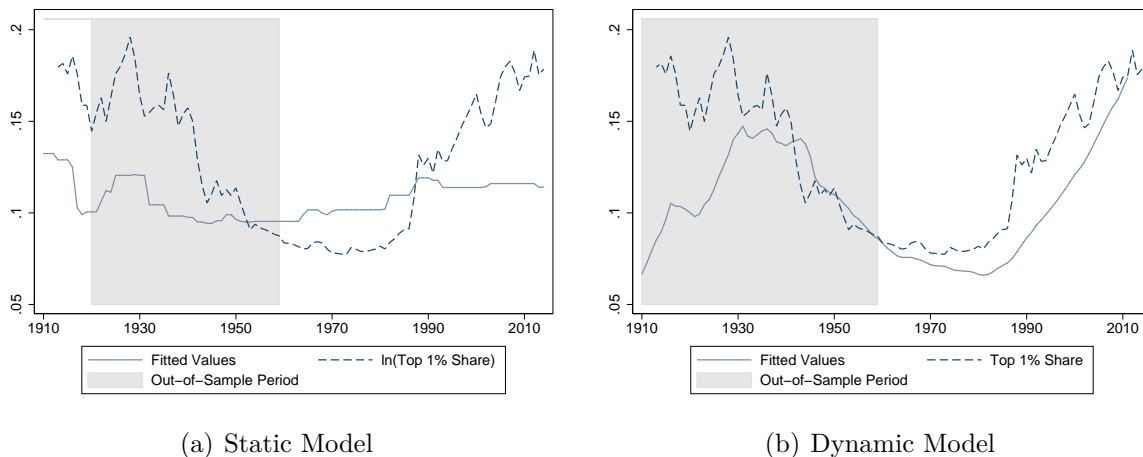 .2
.15
.1
.05
1910 1930 1950 1970 1990 2010
Fitted Values ln(Top 1% Share)
Out−of−Sample Period
(a) Static Model
.2
.15
.1
.05
1910 1930 1950 1970 1990 2010
Fitted Values Top 1% Share
Out−of−Sample Period
(b) Dynamic Model